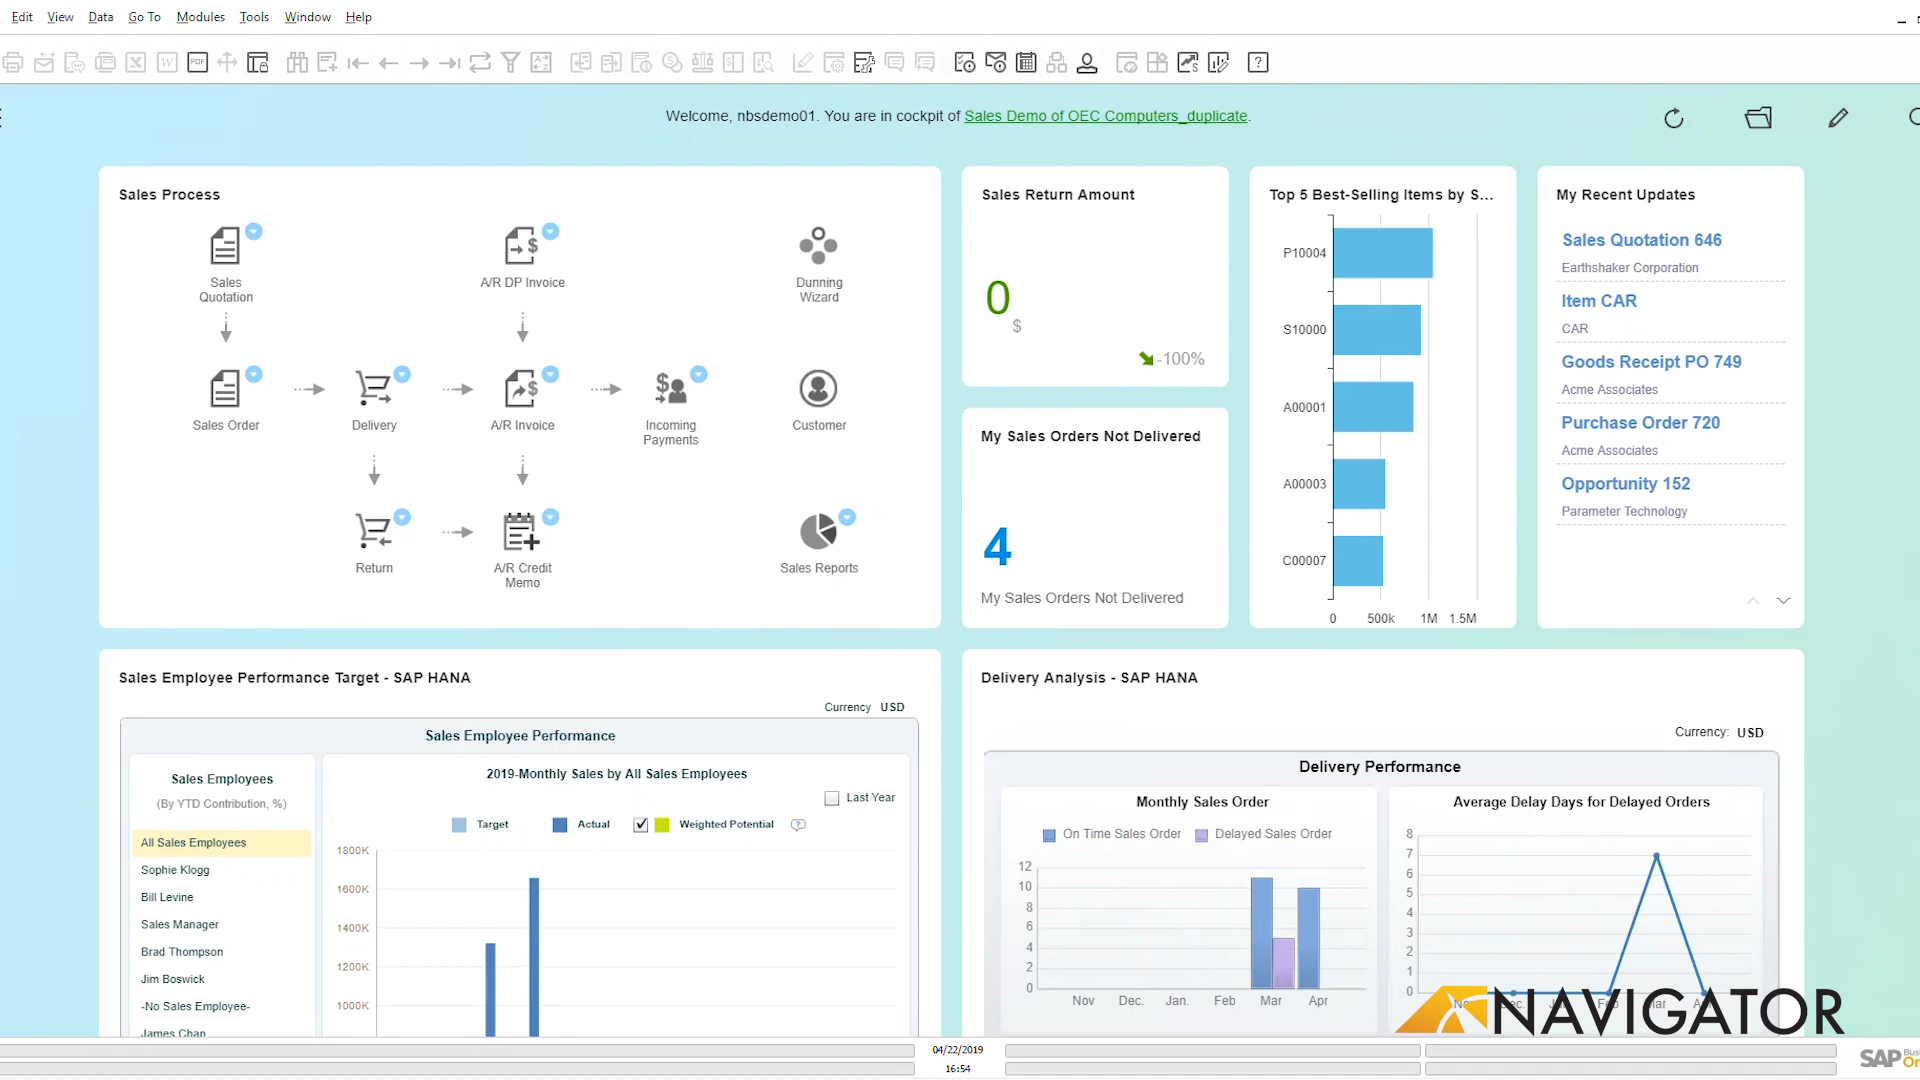 Edit View Data Go To Modules Tools Window Help
PDF
Welcome, nbsdemo01. You are in cockpit of Sales Demo of OEC Computers_duplicate.
Sales Process
Sales
Quotation
A/R DP Invoice
Dunning
Wizard
Sales Order
Delivery
A/R Invoice
Incoming
Payments
Customer
Return
A/R Credit
Memo
Sales Reports
Sales Return Amount
0
$
-100%
My Sales Orders Not Delivered
4
My Sales Orders Not Delivered
Top 5 Best-Selling Items by S...
P10004
S10000
A00001
A00003
C00007
0 500k 1M 1.5M
My Recent Updates
Sales Quotation 646
Earthshaker Corporation
Item CAR
CAR
Goods Receipt PO 749
Acme Associates
Purchase Order 720
Acme Associates
Opportunity 152
Parameter Technology
Sales Employee Performance Target - SAP HANA
Currency USD
Sales Employee Performance
Sales Employees
(By YTD Contribution, %)
All Sales Employees
Sophie Klogg
Bill Levine
Sales Manager
Brad Thompson
Jim Boswick
-No Sales Employee-
James Chan
2019-Monthly Sales by All Sales Employees
Last Year
Target Actual Weighted Potential
1800K
1600K
1400K
1200K
1000K
Delivery Analysis - SAP HANA
Currency: USD
Delivery Performance
Monthly Sales Order
On Time Sales Order Delayed Sales Order
12
10
8
6
4
2
0
Nov Dec. Jan. Feb Mar Apr
Average Delay Days for Delayed Orders
8
7
6
5
4
3
2
1
0
NAVIGATOR
04/22/2019
16:54
SAP